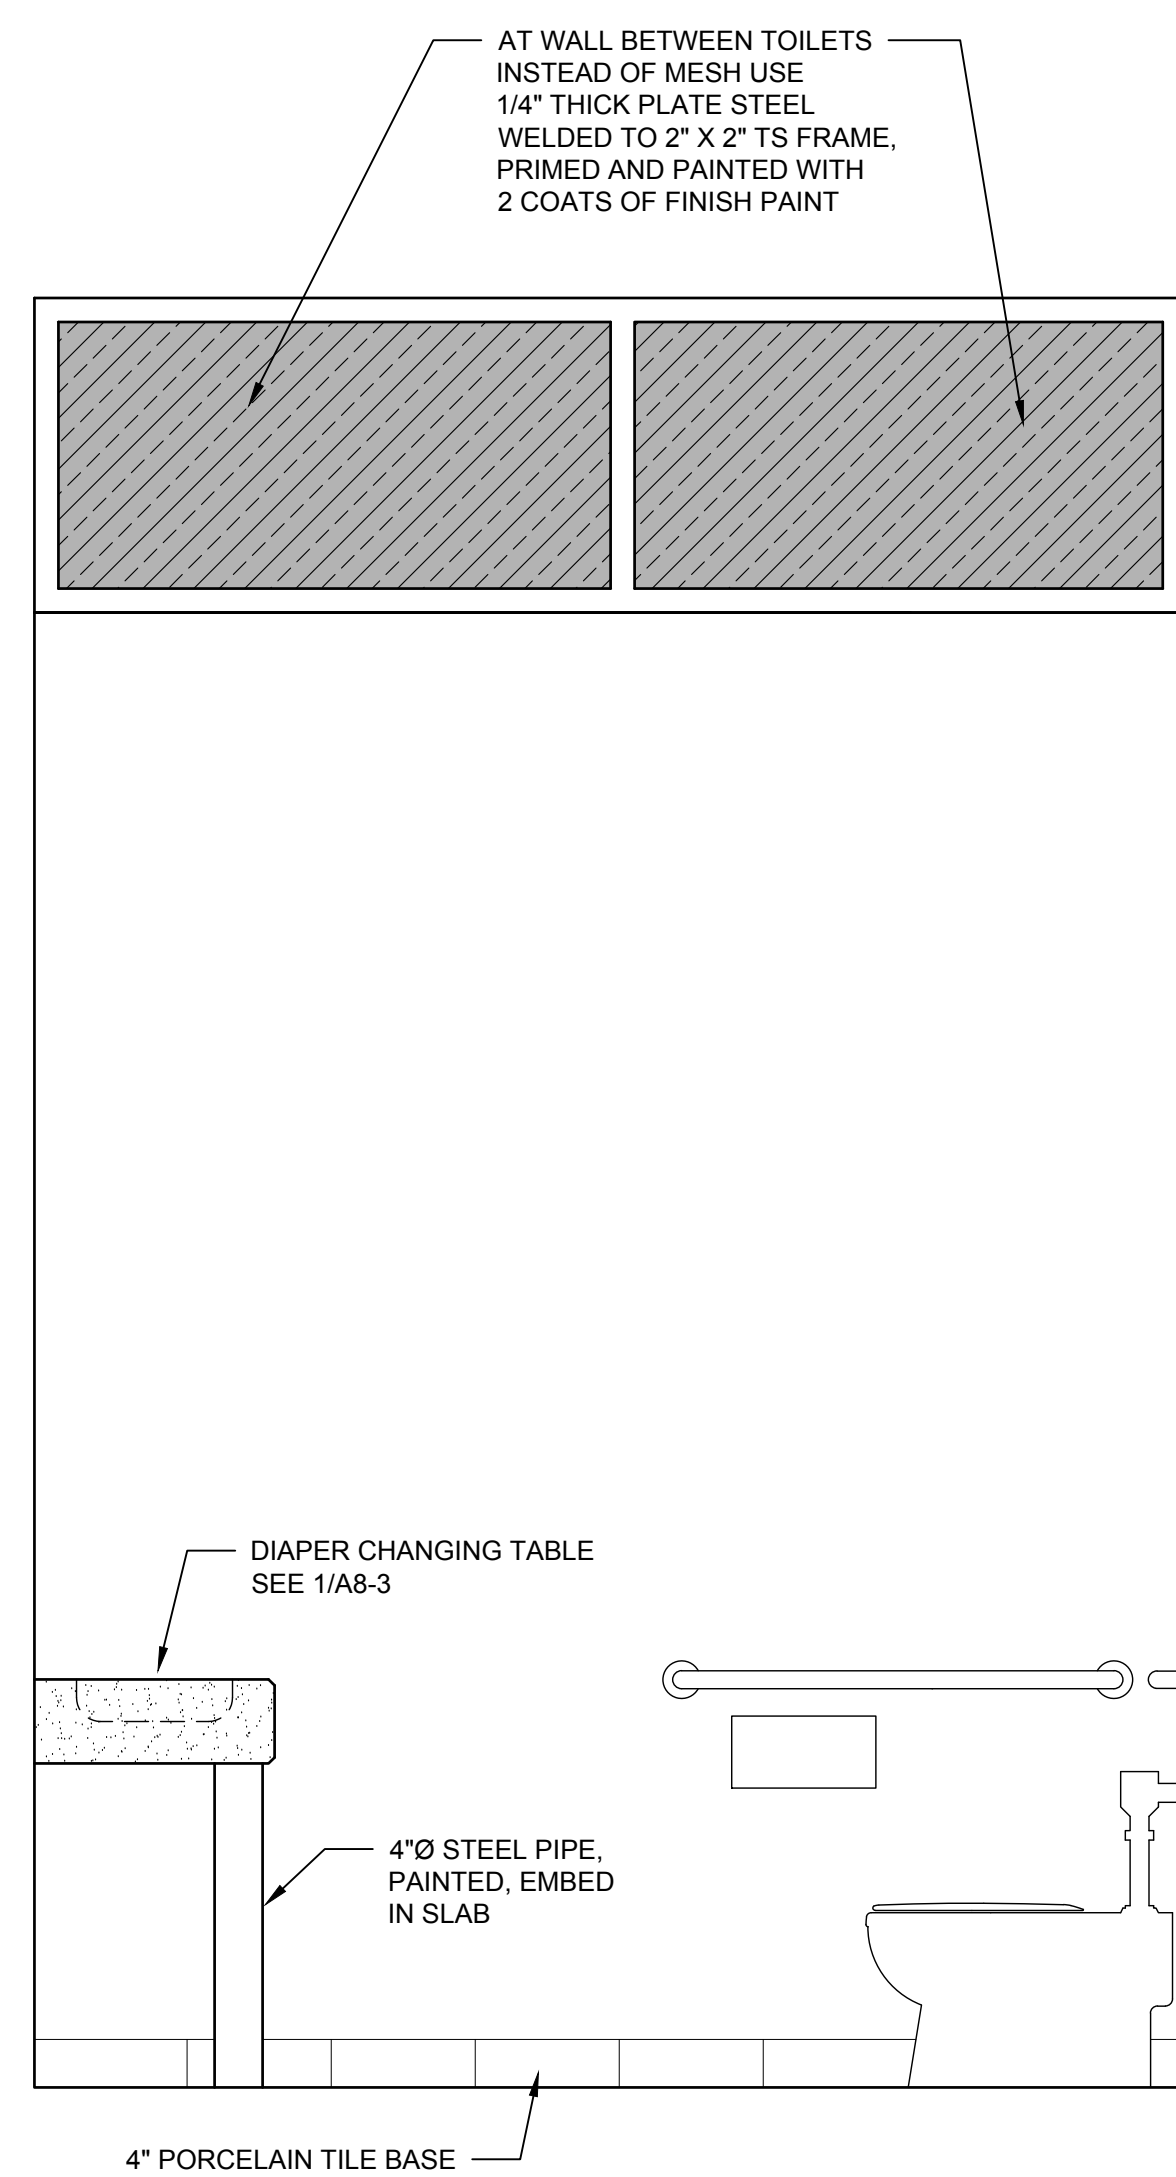 AT WALL BETWEEN TOILETS
INSTEAD OF MESH USE
1/4" THICK PLATE STEEL
WELDED TO 2" X 2" TS FRAME,
PRIMED AND PAINTED WITH
2 COATS OF FINISH PAINT
DIAPER CHANGING TABLE
SEE 1/A8-3
4"Ø STEEL PIPE,
PAINTED, EMBED
IN SLAB
4" PORCELAIN TILE BASE